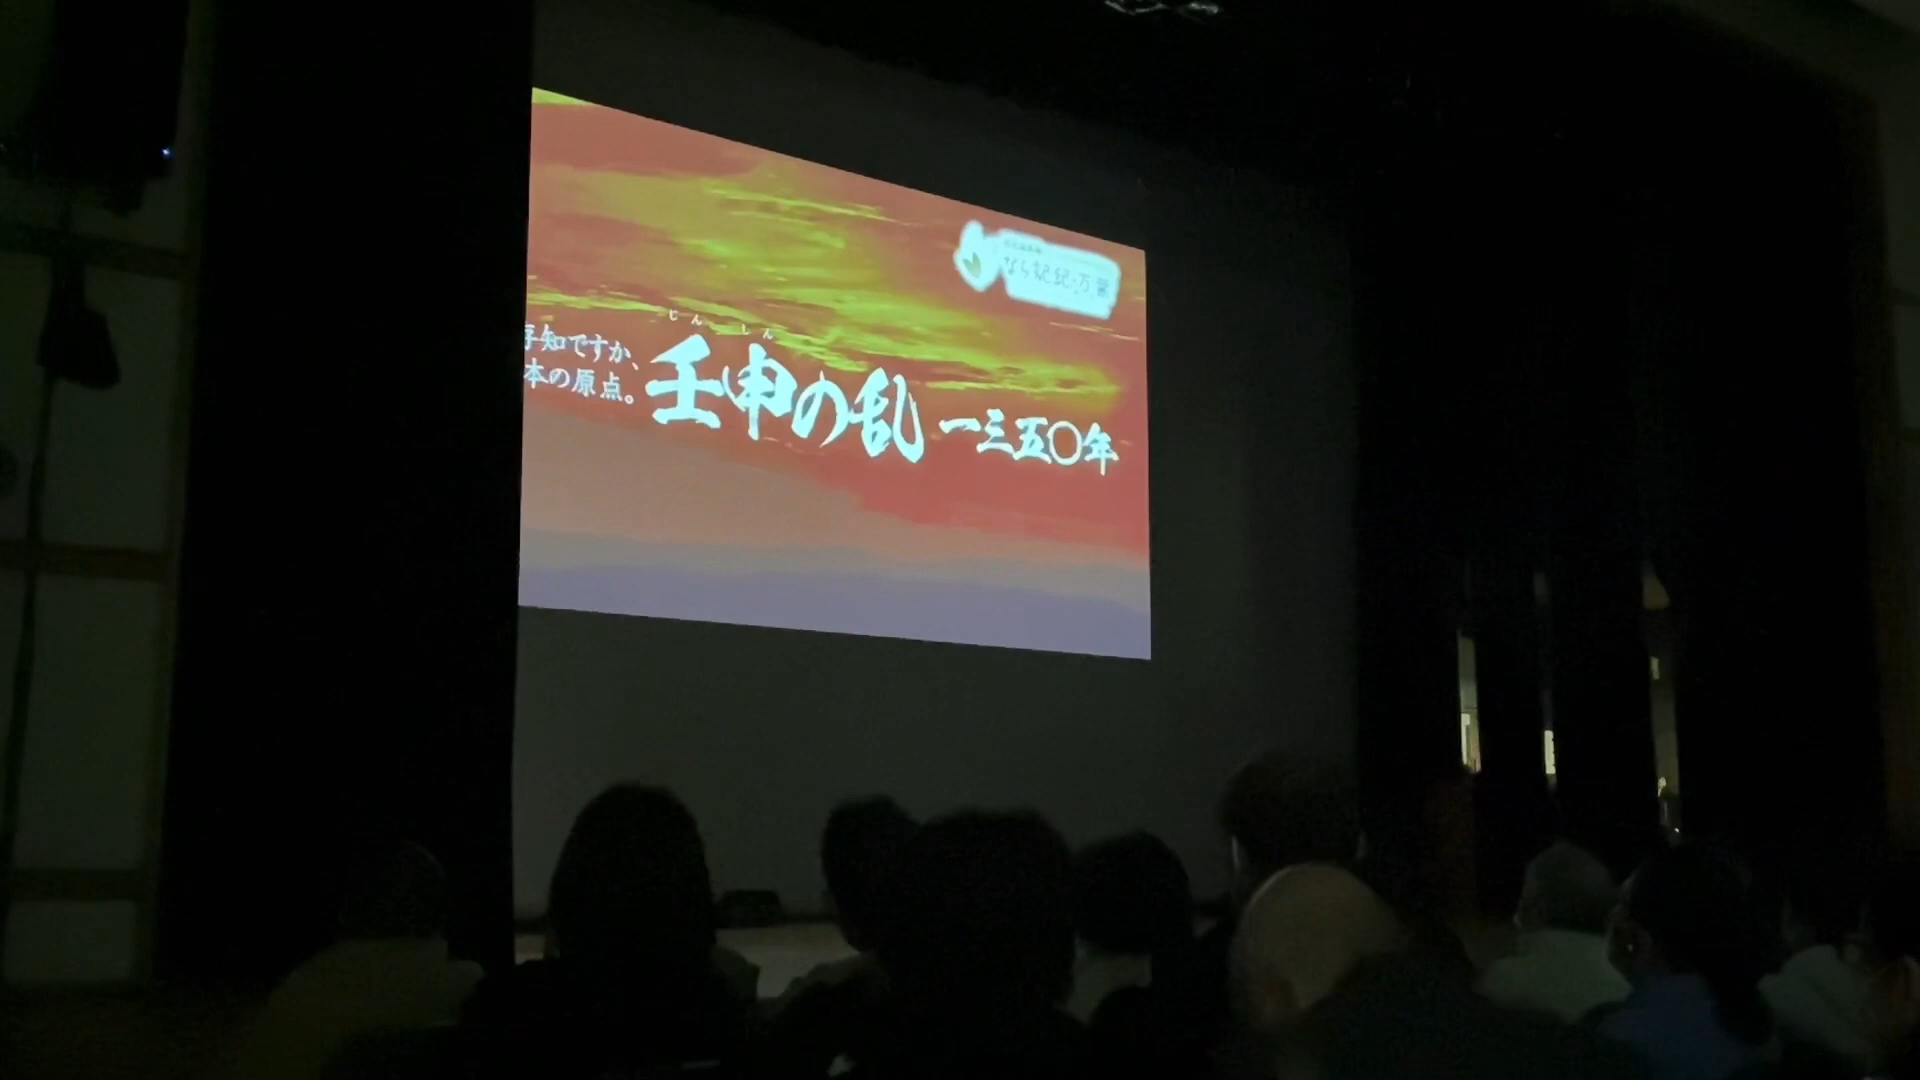 なら記紀・万葉
存知ですか、
本の原点。
じんしん
壬申の乱 一三五〇年